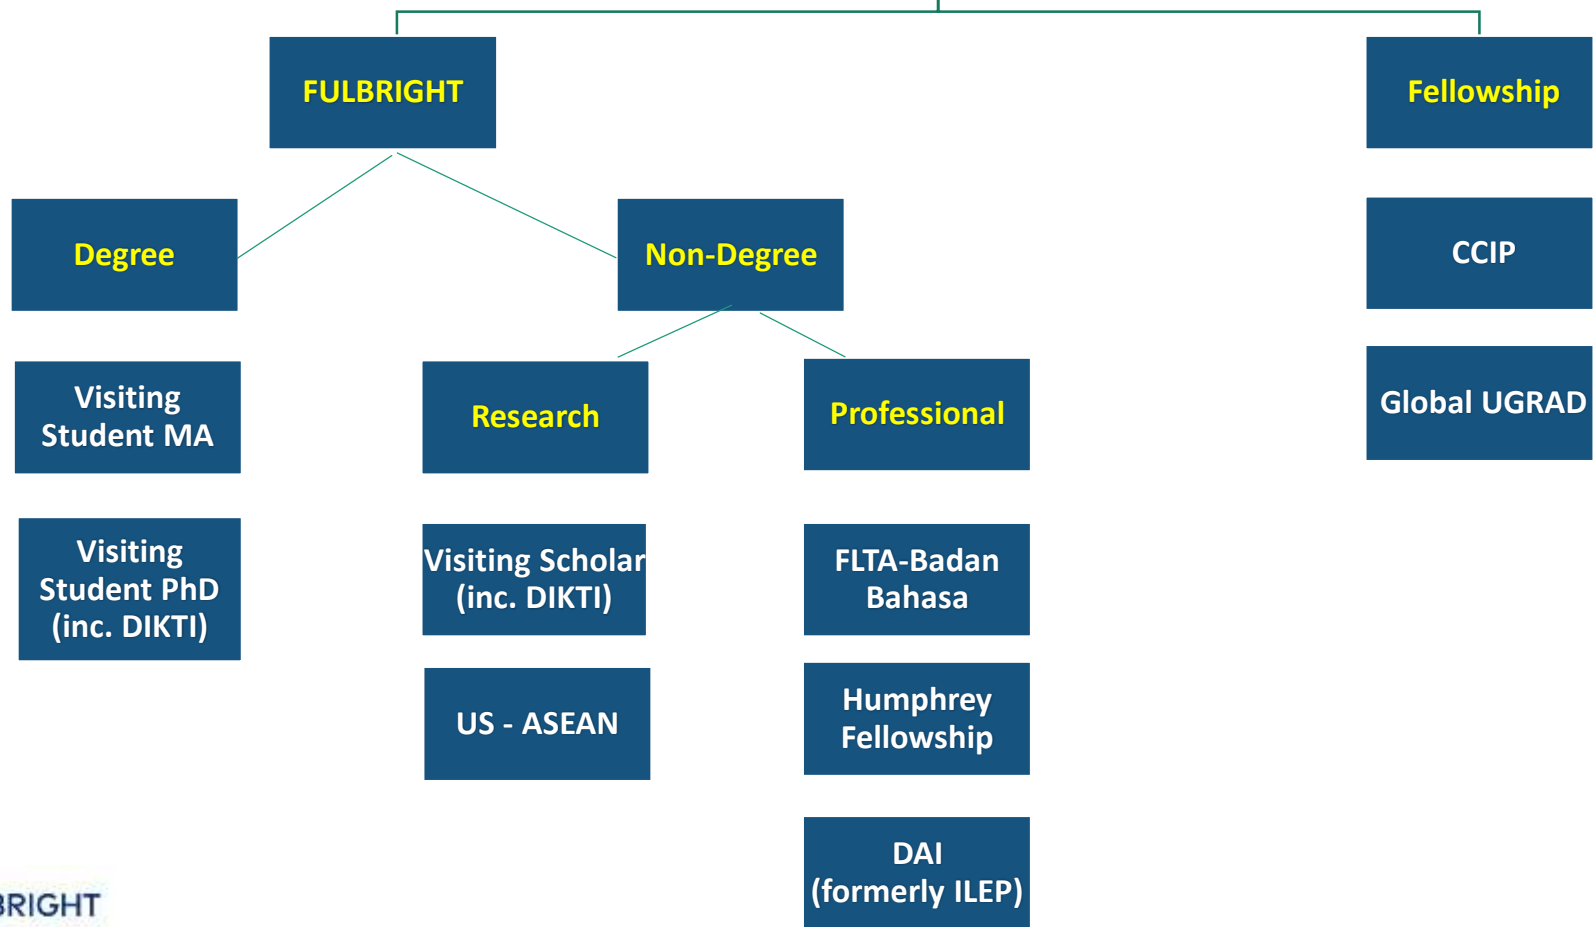 FULBRIGHT
Fellowship
Degree
Non-Degree
CCIP
Visiting
Student MA
Research
Professional
Global UGRAD
Visiting
Student PhD
(inc. DIKTI)
Visiting Scholar
(inc. DIKTI)
FLTA-Badan
Bahasa
US - ASEAN
Humphrey
Fellowship
DAI
(formerly ILEP)
BRIGHT